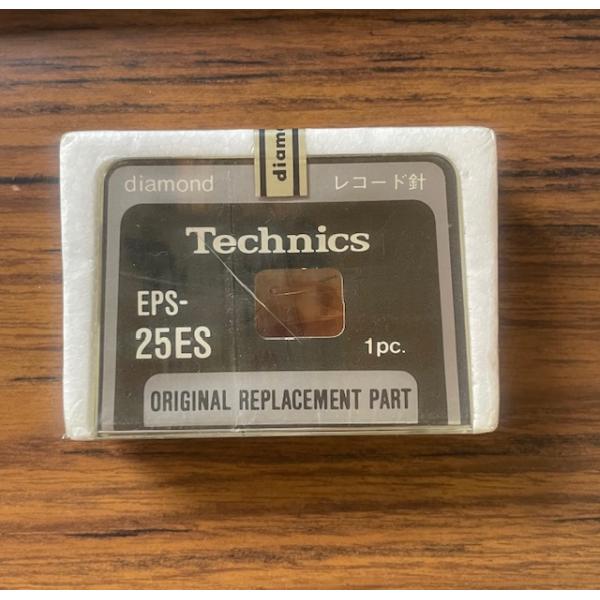 diam
diamond レコード針
Technics
EPS-
25ES
1pc.
ORIGINAL REPLACEMENT PART